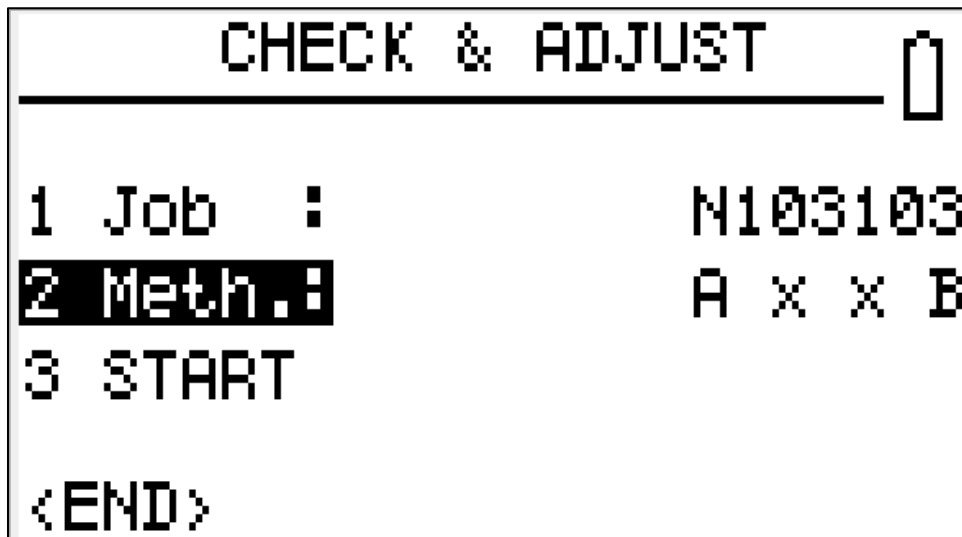 CHECK & ADJUST
1 Job : N103103
2 Meth.: A x x B
3 START
<END>